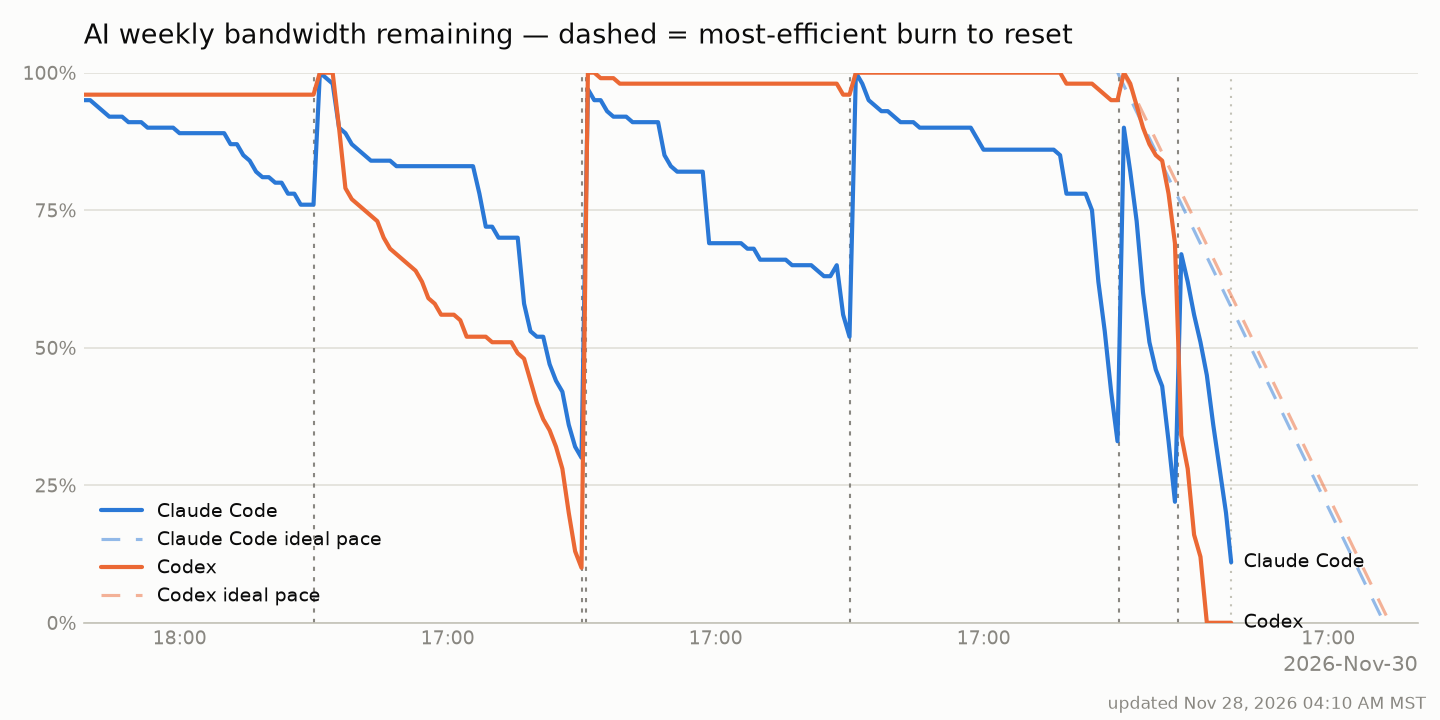 AI weekly bandwidth remaining — dashed = most-efficient burn to reset
100%
75%
50%
25%
0%
Claude Code
Claude Code ideal pace
Codex
Codex ideal pace
Claude Code
Codex
18:00 17:00 17:00 17:00 17:00
2026-Nov-30
updated Nov 28, 2026 04:10 AM MST